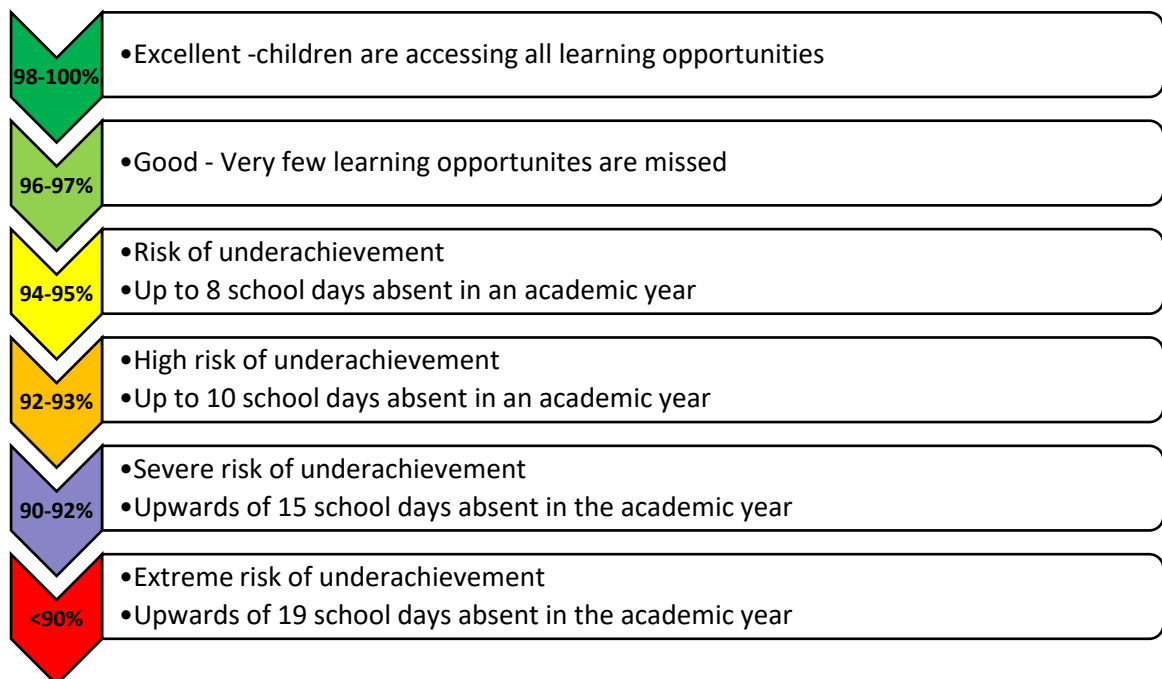 98-100%
•Excellent -children are accessing all learning opportunities
96-97%
•Good - Very few learning opportunites are missed
94-95%
•Risk of underachievement
•Up to 8 school days absent in an academic year
92-93%
•High risk of underachievement
•Up to 10 school days absent in an academic year
90-92%
•Severe risk of underachievement
•Upwards of 15 school days absent in the academic year
<90%
•Extreme risk of underachievement
•Upwards of 19 school days absent in the academic year